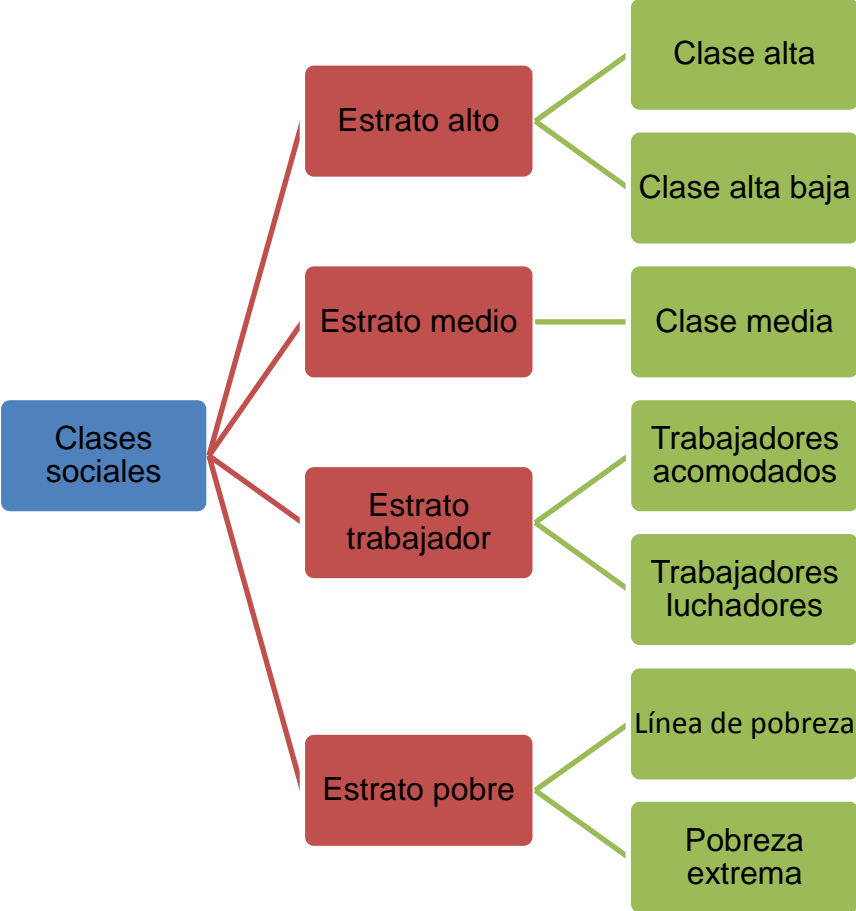 Clases
sociales
Estrato alto
Clase alta
Clase alta baja
Estrato medio
Clase media
Estrato
trabajador
Trabajadores
acomodados
Trabajadores
luchadores
Estrato pobre
Línea de pobreza
Pobreza
extrema